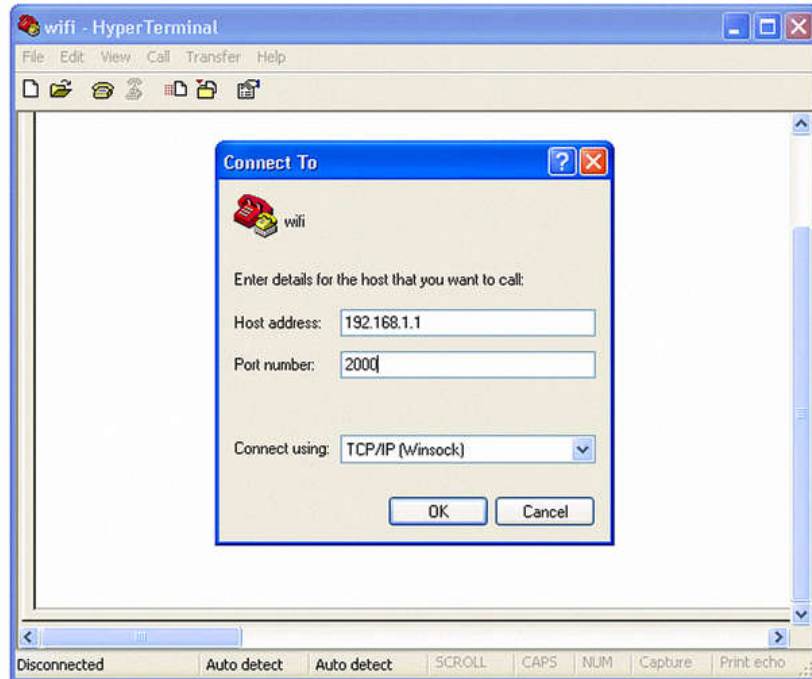 wifi - HyperTerminal
File Edit View Call Transfer Help
Connect To
wifi
Enter details for the host that you want to call:
Host address: 192.168.1.1
Port number: 2000
Connect using: TCP/IP (Winsock)
OK Cancel
Disconnected Auto detect Auto detect SCROLL CAPS NUM Capture Print echo